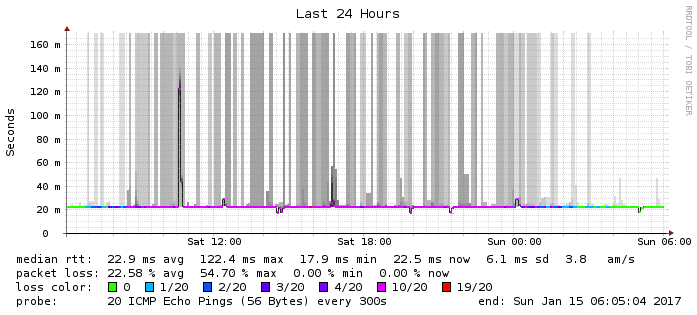 Last 24 Hours
RRDTOOL / TOBI OETIKER
Seconds
160 m
140 m
120 m
100 m
80 m
60 m
40 m
20 m
0
Sat 12:00 Sat 18:00 Sun 00:00 Sun 06:00
median rtt: 22.9 ms avg 122.4 ms max 17.9 ms min 22.5 ms now 6.1 ms sd 3.8 am/s
packet loss: 22.58 % avg 54.70 % max 0.00 % min 0.00 % now
loss color: 0 1/20 2/20 3/20 4/20 10/20 19/20
probe: 20 ICMP Echo Pings (56 Bytes) every 300s end: Sun Jan 15 06:05:04 2017